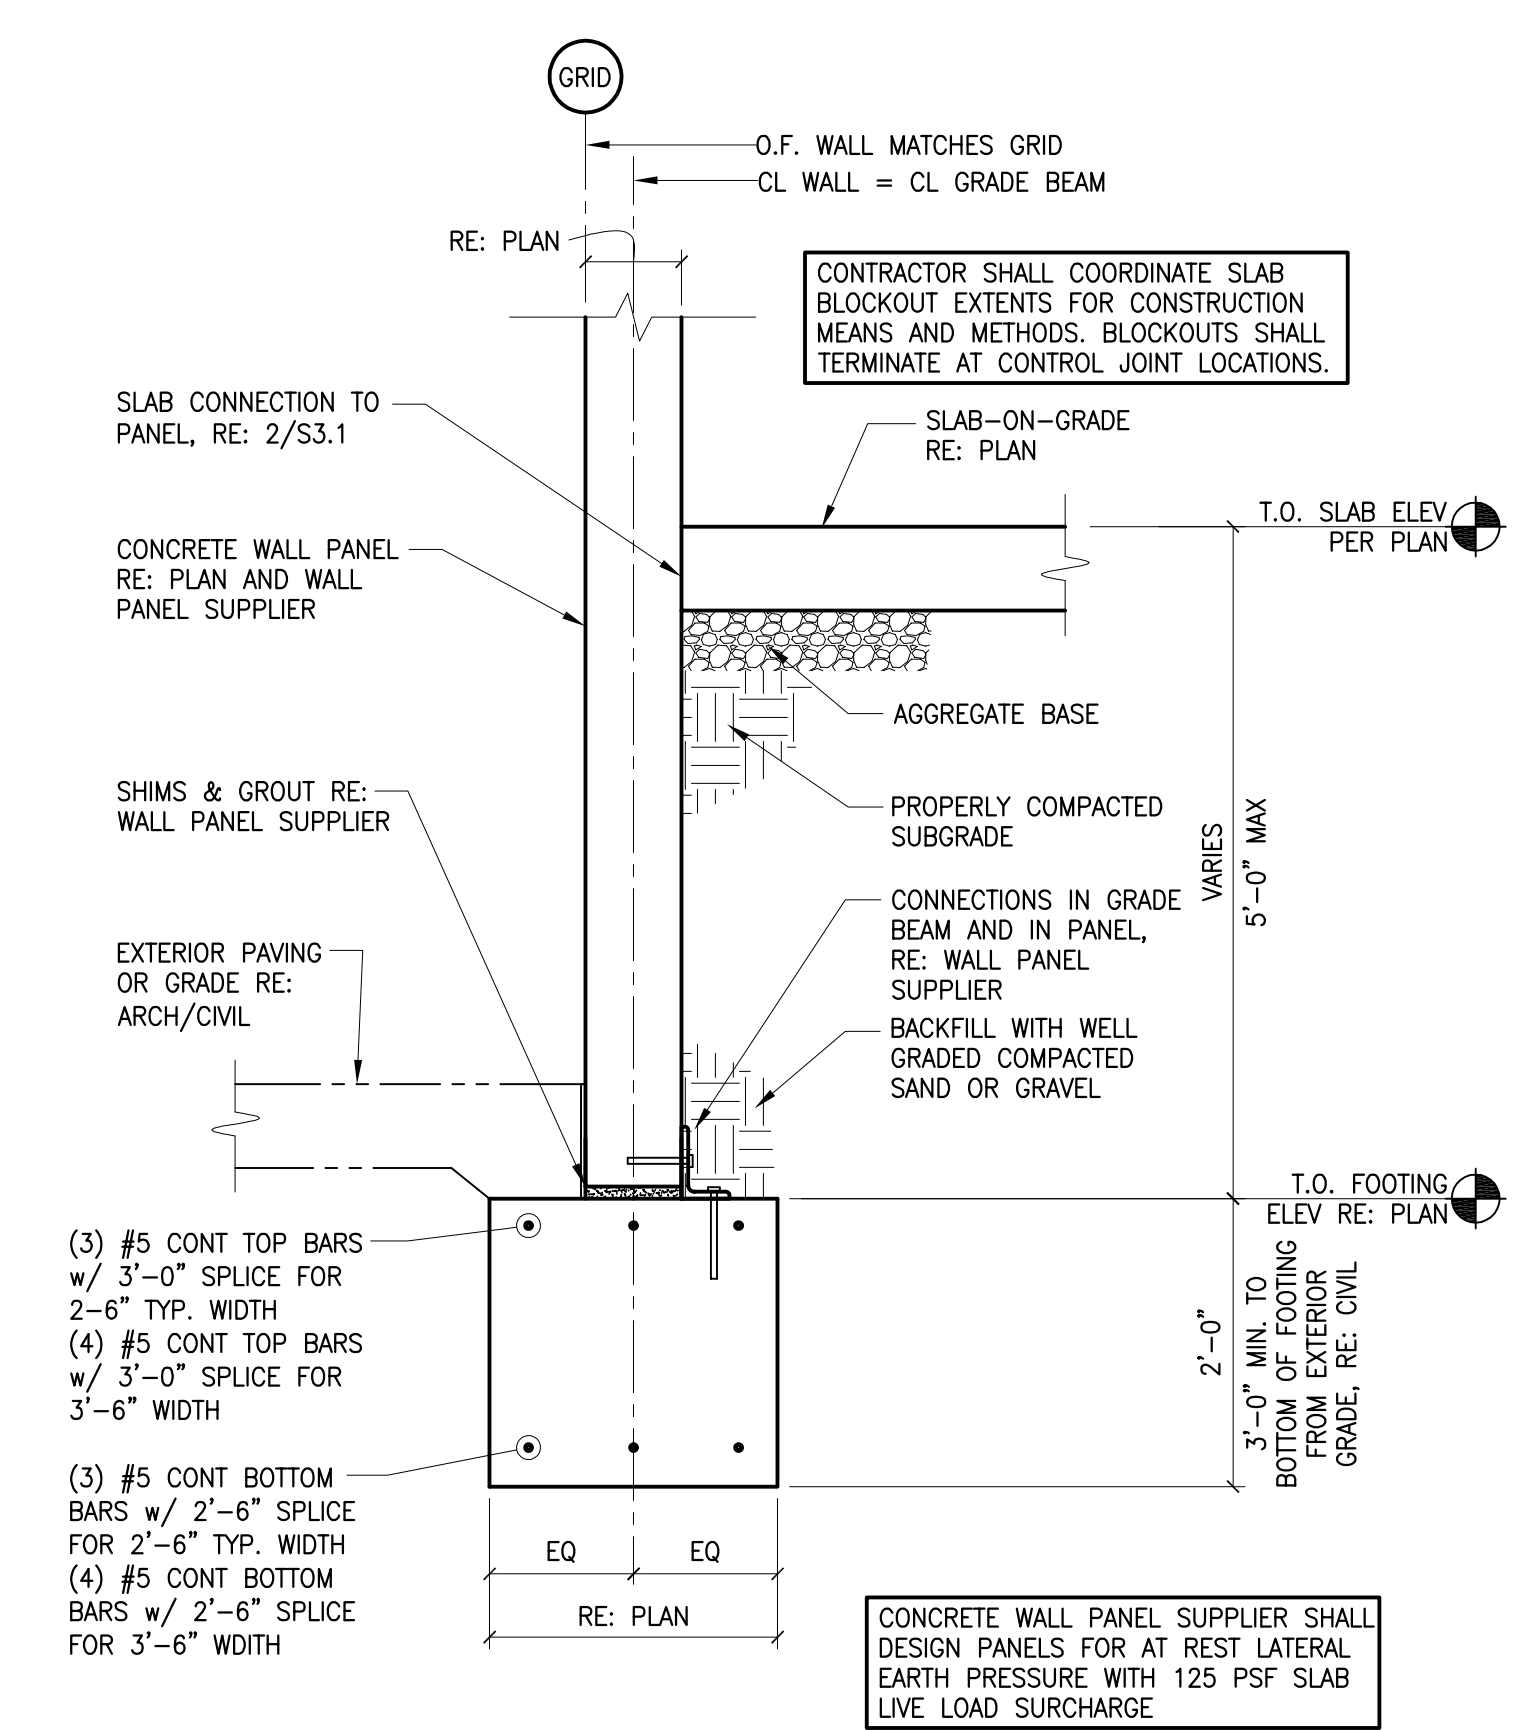 GRID
O.F. WALL MATCHES GRID
CL WALL = CL GRADE BEAM
RE: PLAN
CONTRACTOR SHALL COORDINATE SLAB
BLOCKOUT EXTENTS FOR CONSTRUCTION
MEANS AND METHODS. BLOCKOUTS SHALL
TERMINATE AT CONTROL JOINT LOCATIONS.
SLAB CONNECTION TO
PANEL, RE: 2/S3.1
SLAB-ON-GRADE
RE: PLAN
T.O. SLAB ELEV
PER PLAN
CONCRETE WALL PANEL
RE: PLAN AND WALL
PANEL SUPPLIER
AGGREGATE BASE
SHIMS & GROUT RE:
WALL PANEL SUPPLIER
PROPERLY COMPACTED
SUBGRADE
VARIES
5'-0" MAX
CONNECTIONS IN GRADE
BEAM AND IN PANEL,
RE: WALL PANEL
SUPPLIER
EXTERIOR PAVING
OR GRADE RE:
ARCH/CIVIL
BACKFILL WITH WELL
GRADED COMPACTED
SAND OR GRAVEL
T.O. FOOTING
ELEV RE: PLAN
(3) #5 CONT TOP BARS
w/ 3'-0" SPLICE FOR
2-6" TYP. WIDTH
(4) #5 CONT TOP BARS
w/ 3'-0" SPLICE FOR
3'-6" WIDTH
2'-0"
3'-0" MIN. TO
BOTTOM OF FOOTING
FROM EXTERIOR
GRADE, RE: CIVIL
(3) #5 CONT BOTTOM
BARS w/ 2'-6" SPLICE
FOR 2'-6" TYP. WIDTH
(4) #5 CONT BOTTOM
BARS w/ 2'-6" SPLICE
FOR 3'-6" WDITH
EQ
EQ
RE: PLAN
CONCRETE WALL PANEL SUPPLIER SHALL
DESIGN PANELS FOR AT REST LATERAL
EARTH PRESSURE WITH 125 PSF SLAB
LIVE LOAD SURCHARGE